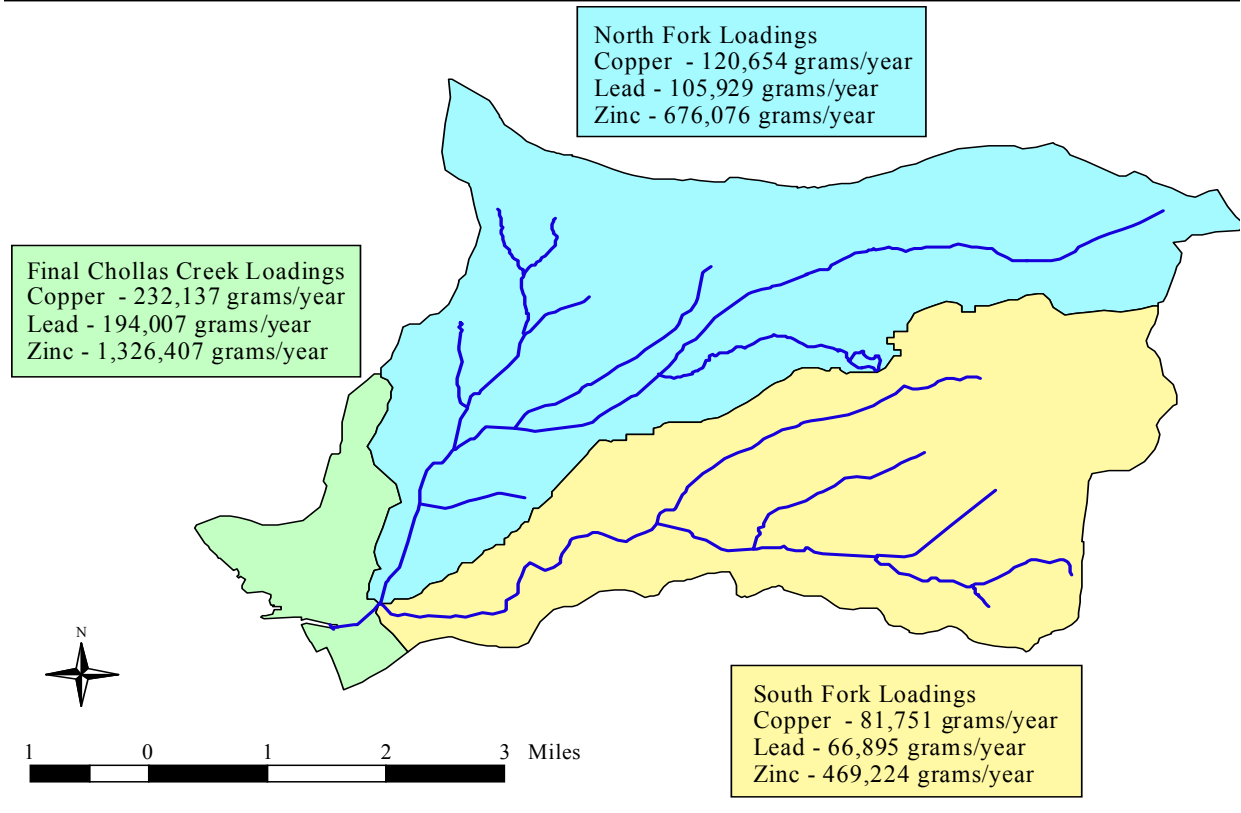 North Fork Loadings
Copper - 120,654 grams/year
Lead - 105,929 grams/year
Zinc - 676,076 grams/year
Final Chollas Creek Loadings
Copper - 232,137 grams/year
Lead - 194,007 grams/year
Zinc - 1,326,407 grams/year
N
South Fork Loadings
Copper - 81,751 grams/year
Lead - 66,895 grams/year
Zinc - 469,224 grams/year
1 0 1 2 3 Miles